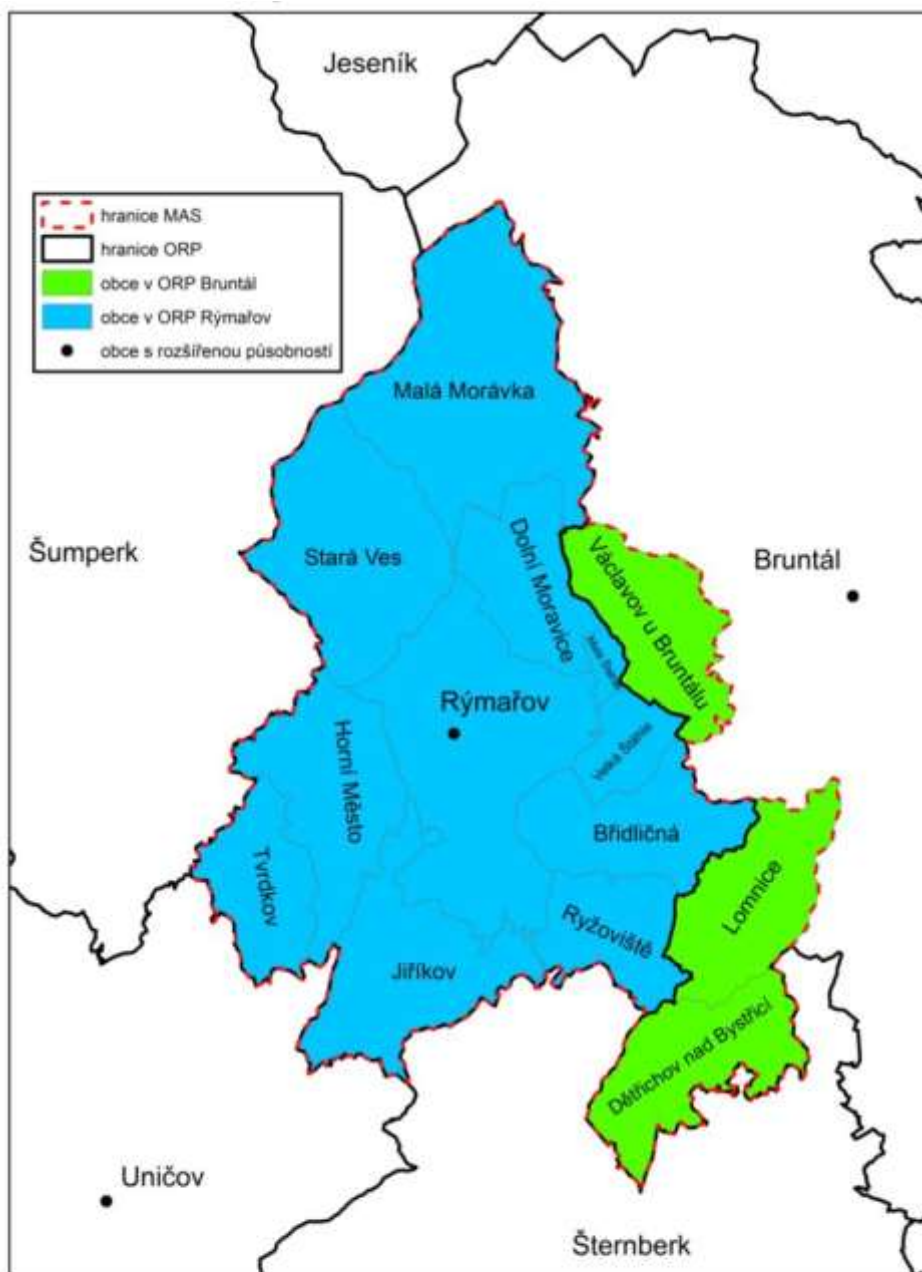 Jeseník
hranice MAS
hranice ORP
obce v ORP Bruntál
obce v ORP Rýmařov
obce s rozšířenou působností
Malá Morávka
Šumperk
Stará Ves
Dolní Moravice
Václavov u Bruntálu
Bruntál
Malá Štáhle
Rýmařov
Horní Město
Velká Štáhle
Břidličná
Tvrdkov
Lomnice
Ryžoviště
Jiříkov
Dětřichov nad Bystřicí
Uničov
Šternberk